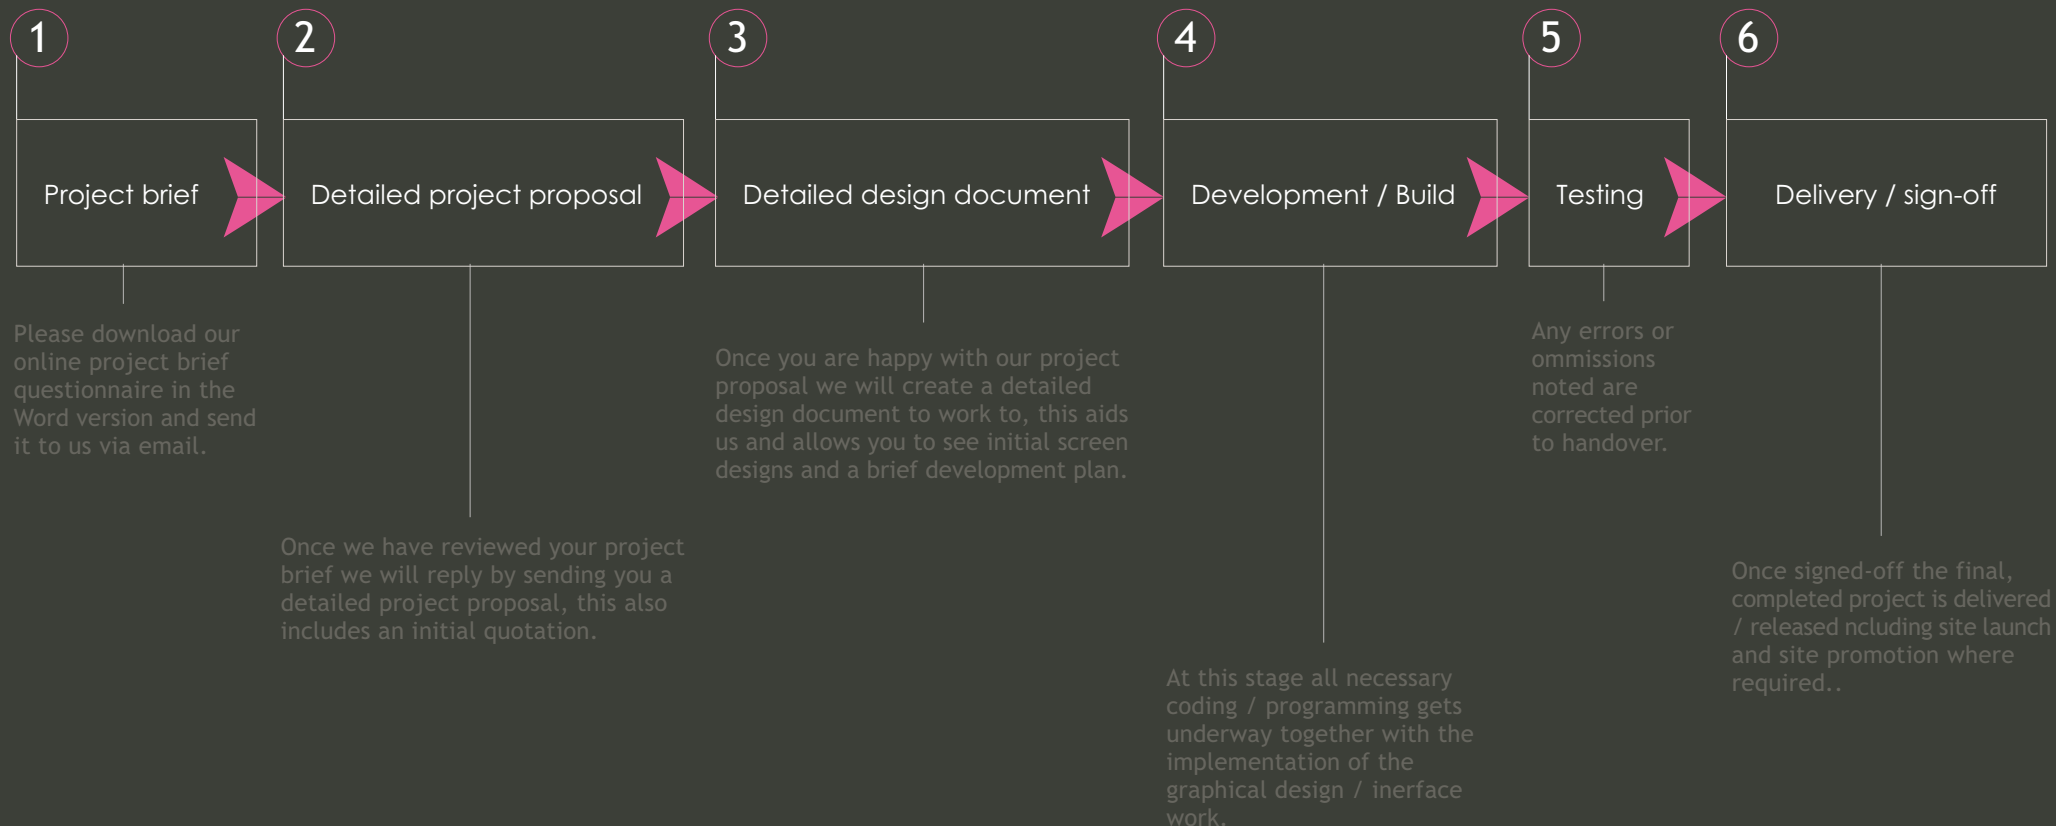 1
2
3
4
5
6
Project brief
Detailed project proposal
Detailed design document
Development / Build
Testing
Delivery / sign-off
Please download our
online project brief
questionnaire in the
Word version and send
it to us via email.
Once we have reviewed your project
brief we will reply by sending you a
detailed project proposal, this also
includes an initial quotation.
Once you are happy with our project
proposal we will create a detailed
design document to work to, this aids
us and allows you to see initial screen
designs and a brief development plan.
At this stage all necessary
coding / programming gets
underway together with the
implementation of the
graphical design / inerface
work.
Any errors or
ommissions
noted are
corrected prior
to handover.
Once signed-off the final,
completed project is delivered
/ released ncluding site launch
and site promotion where
required..